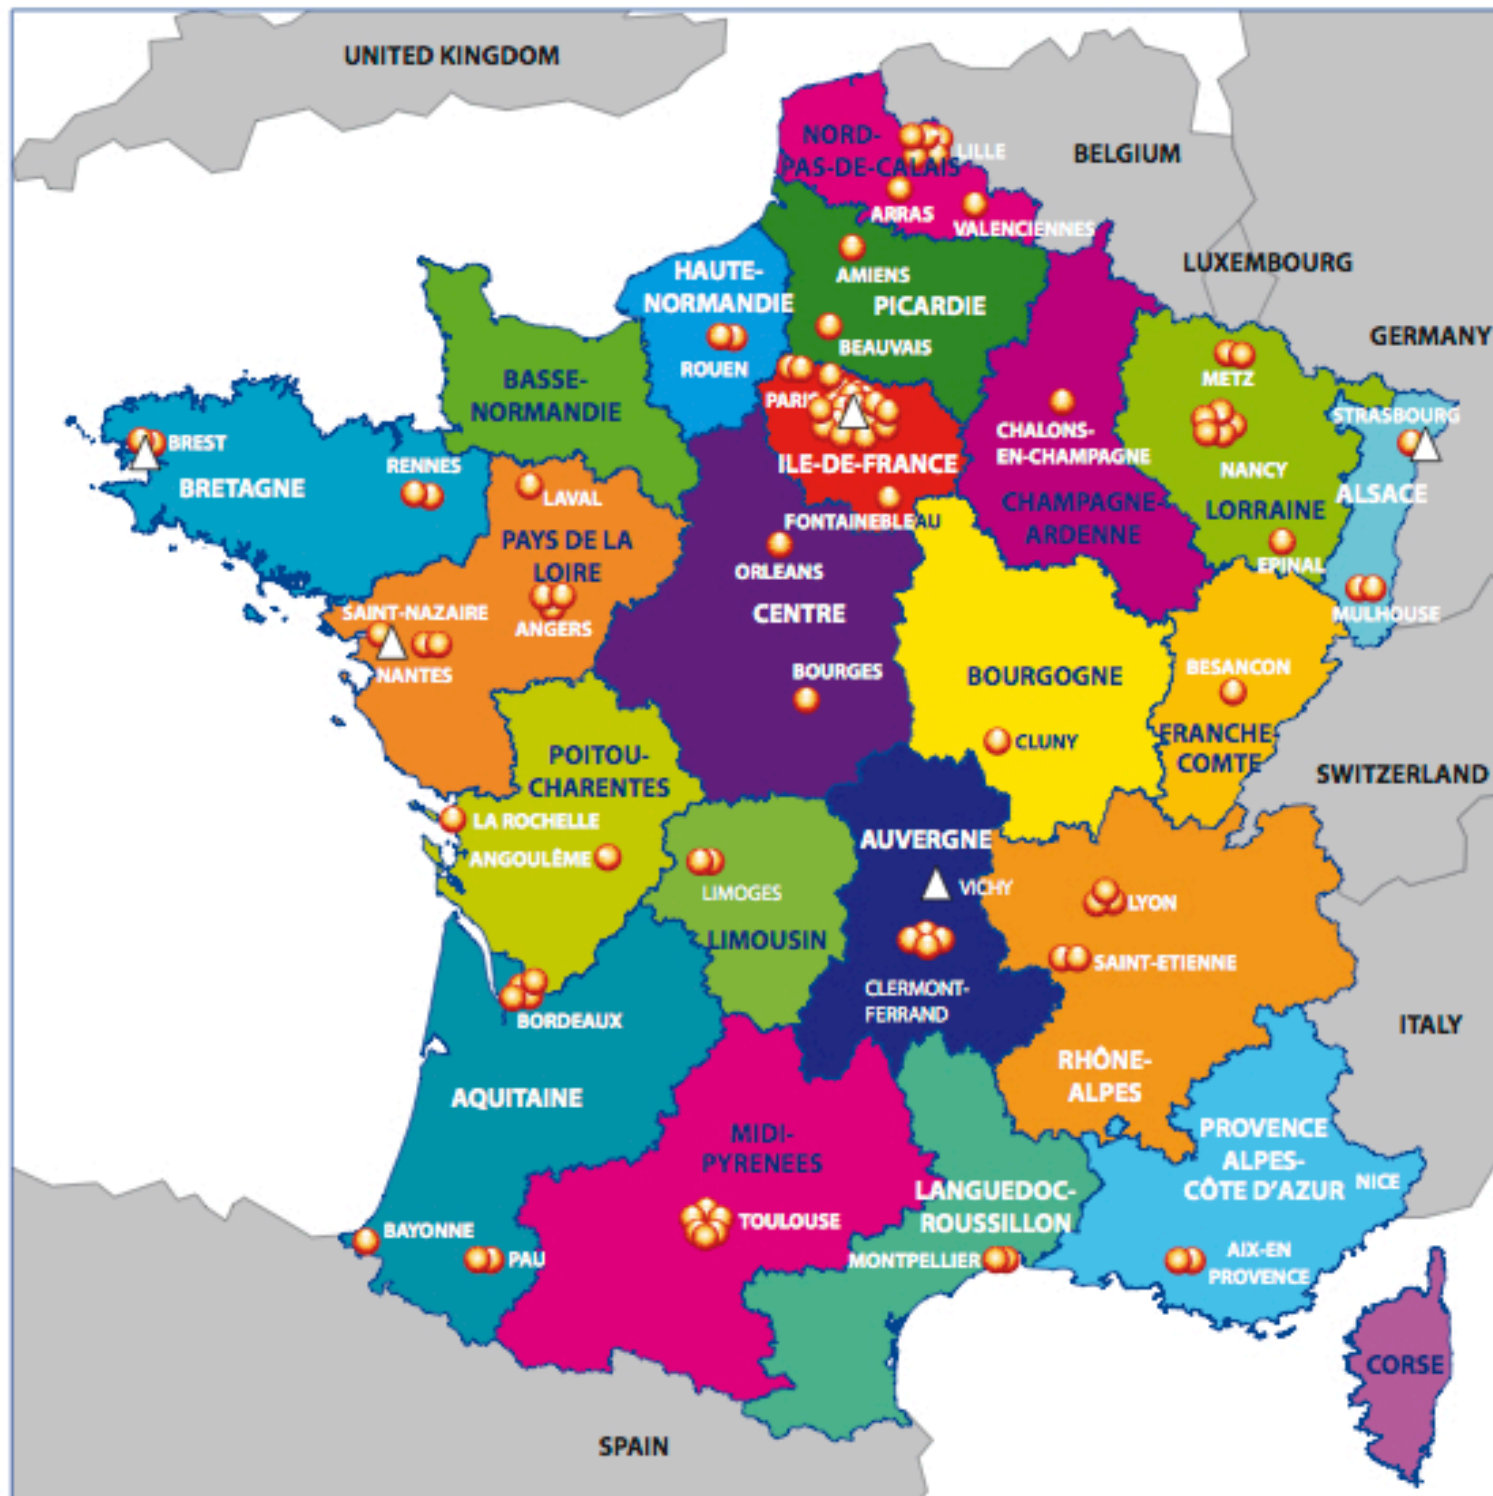 UNITED KINGDOM
NORD-
PAS-DE-CALAIS
LILLE
BELGIUM
ARRAS
VALENCIENNES
AMIENS
LUXEMBOURG
HAUTE-
NORMANDIE
PICARDIE
GERMANY
BEAUVAIS
ROUEN
METZ
BASSE-
NORMANDIE
PARIS
STRASBOURG
CHALONS-
EN-CHAMPAGNE
BREST
RENNES
ILE-DE-FRANCE
NANCY
BRETAGNE
LAVAL
ALSACE
CHAMPAGNE-
ARDENNE
LORRAINE
FONTAINEBLEAU
PAYS DE LA
LOIRE
ORLEANS
EPINAL
CENTRE
SAINT-NAZAIRE
ANGERS
MULHOUSE
NANTES
BOURGES
BOURGOGNE
BESANCON
CLUNY
FRANCHE-
COMTE
POITOU-
CHARENTES
SWITZERLAND
LA ROCHELLE
AUVERGNE
ANGOULÊME
LIMOGES
VICHY
LYON
LIMOUSIN
SAINT-ETIENNE
CLERMONT-
FERRAND
BORDEAUX
ITALY
RHÔNE-
ALPES
AQUITAINE
MIDI-
PYRENEES
PROVENCE
ALPES-
CÔTE D'AZUR
NICE
LANGUEDOC-
ROUSSILLON
TOULOUSE
BAYONNE
PAU
MONTPELLIER
AIX-EN
PROVENCE
CORSE
SPAIN